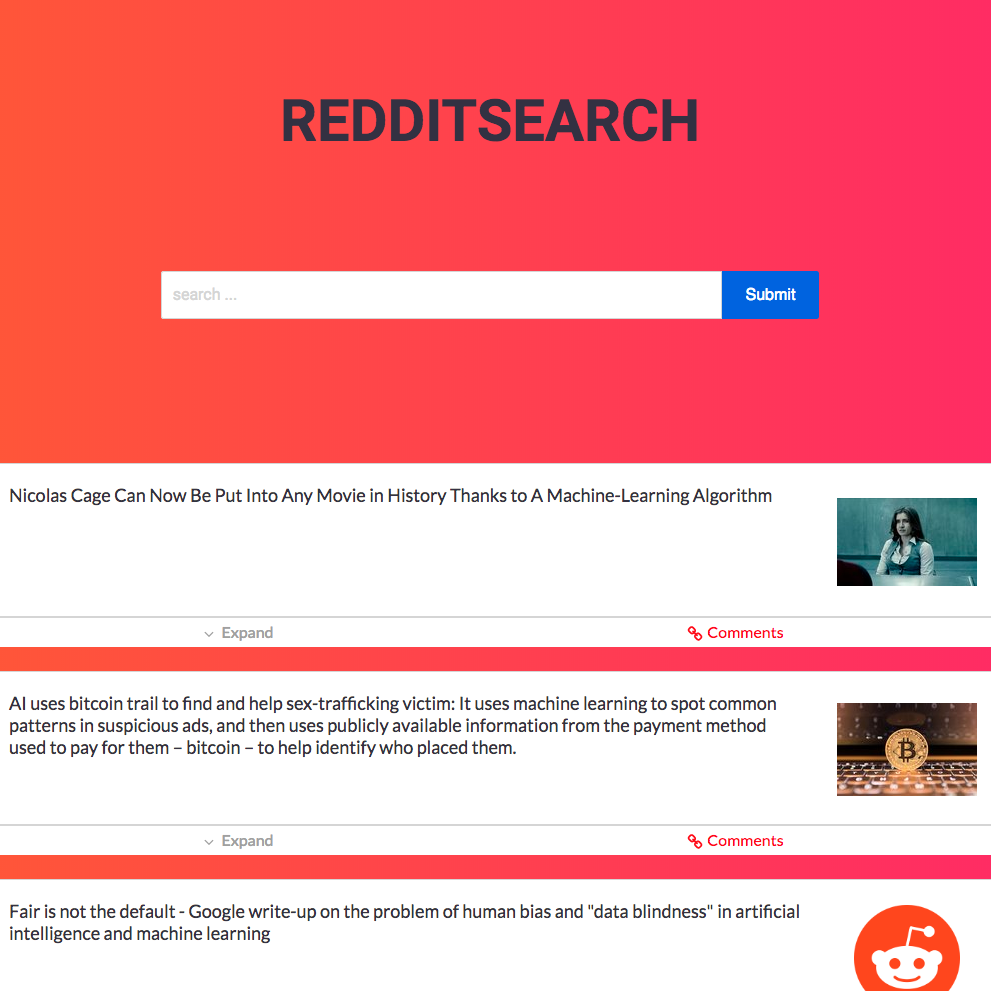 REDDITSEARCH
search ...
Submit
Nicolas Cage Can Now Be Put Into Any Movie in History Thanks to A Machine-Learning Algorithm
Expand
Comments
AI uses bitcoin trail to find and help sex-trafficking victim: It uses machine learning to spot common
patterns in suspicious ads, and then uses publicly available information from the payment method
used to pay for them – bitcoin – to help identify who placed them.
Expand
Comments
Fair is not the default - Google write-up on the problem of human bias and "data blindness" in artificial
intelligence and machine learning